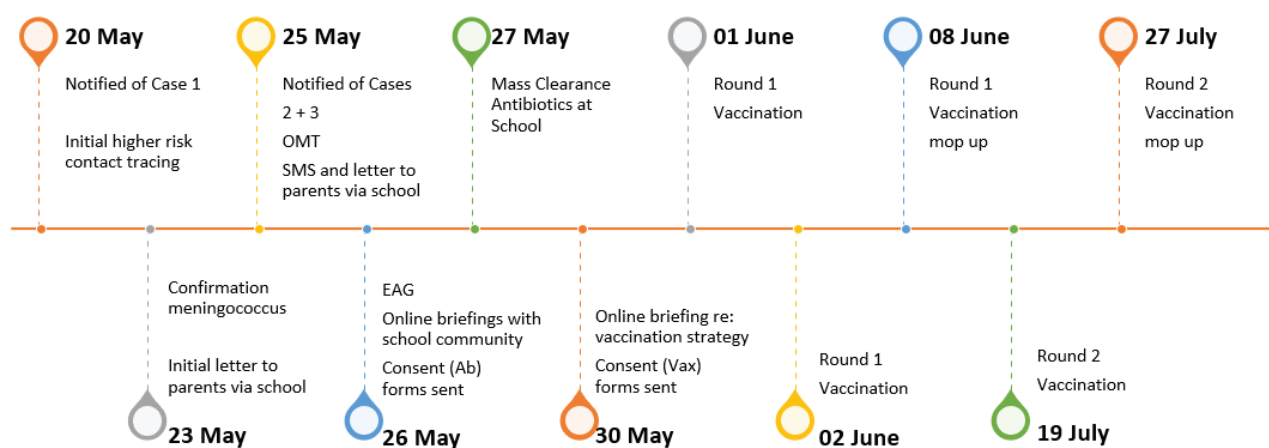 20 May
Notified of Case 1
Initial higher risk
contact tracing
25 May
Notified of Cases
2 + 3
OMT
SMS and letter to
parents via school
27 May
Mass Clearance
Antibiotics at
School
01 June
Round 1
Vaccination
08 June
Round 1
Vaccination
mop up
27 July
Round 2
Vaccination
mop up
Confirmation
meningococcus
Initial letter to
parents via school
23 May
EAG
Online briefings with
school community
Consent (Ab)
forms sent
26 May
Online briefing re:
vaccination strategy
Consent (Vax)
forms sent
30 May
Round 1
Vaccination
02 June
Round 2
Vaccination
19 July